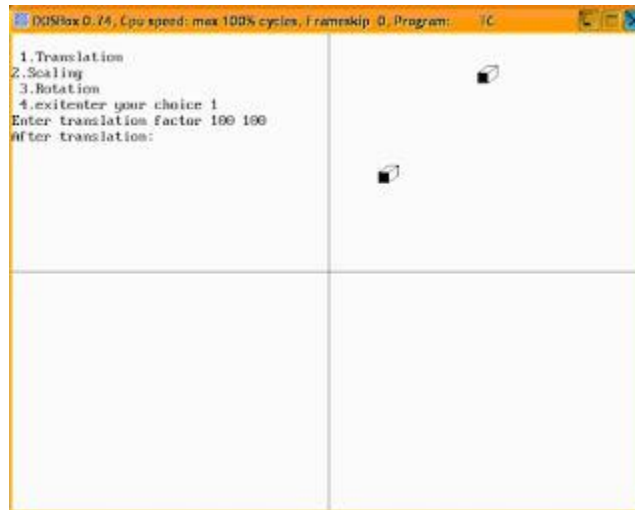 DOSBox 0.74, Cpu speed: max 100% cycles, Frameskip 0, Program: TC
1.Translation
2.Scaling
3.Rotation
4.exitenter your choice 1
Enter translation factor 100 100
After translation: